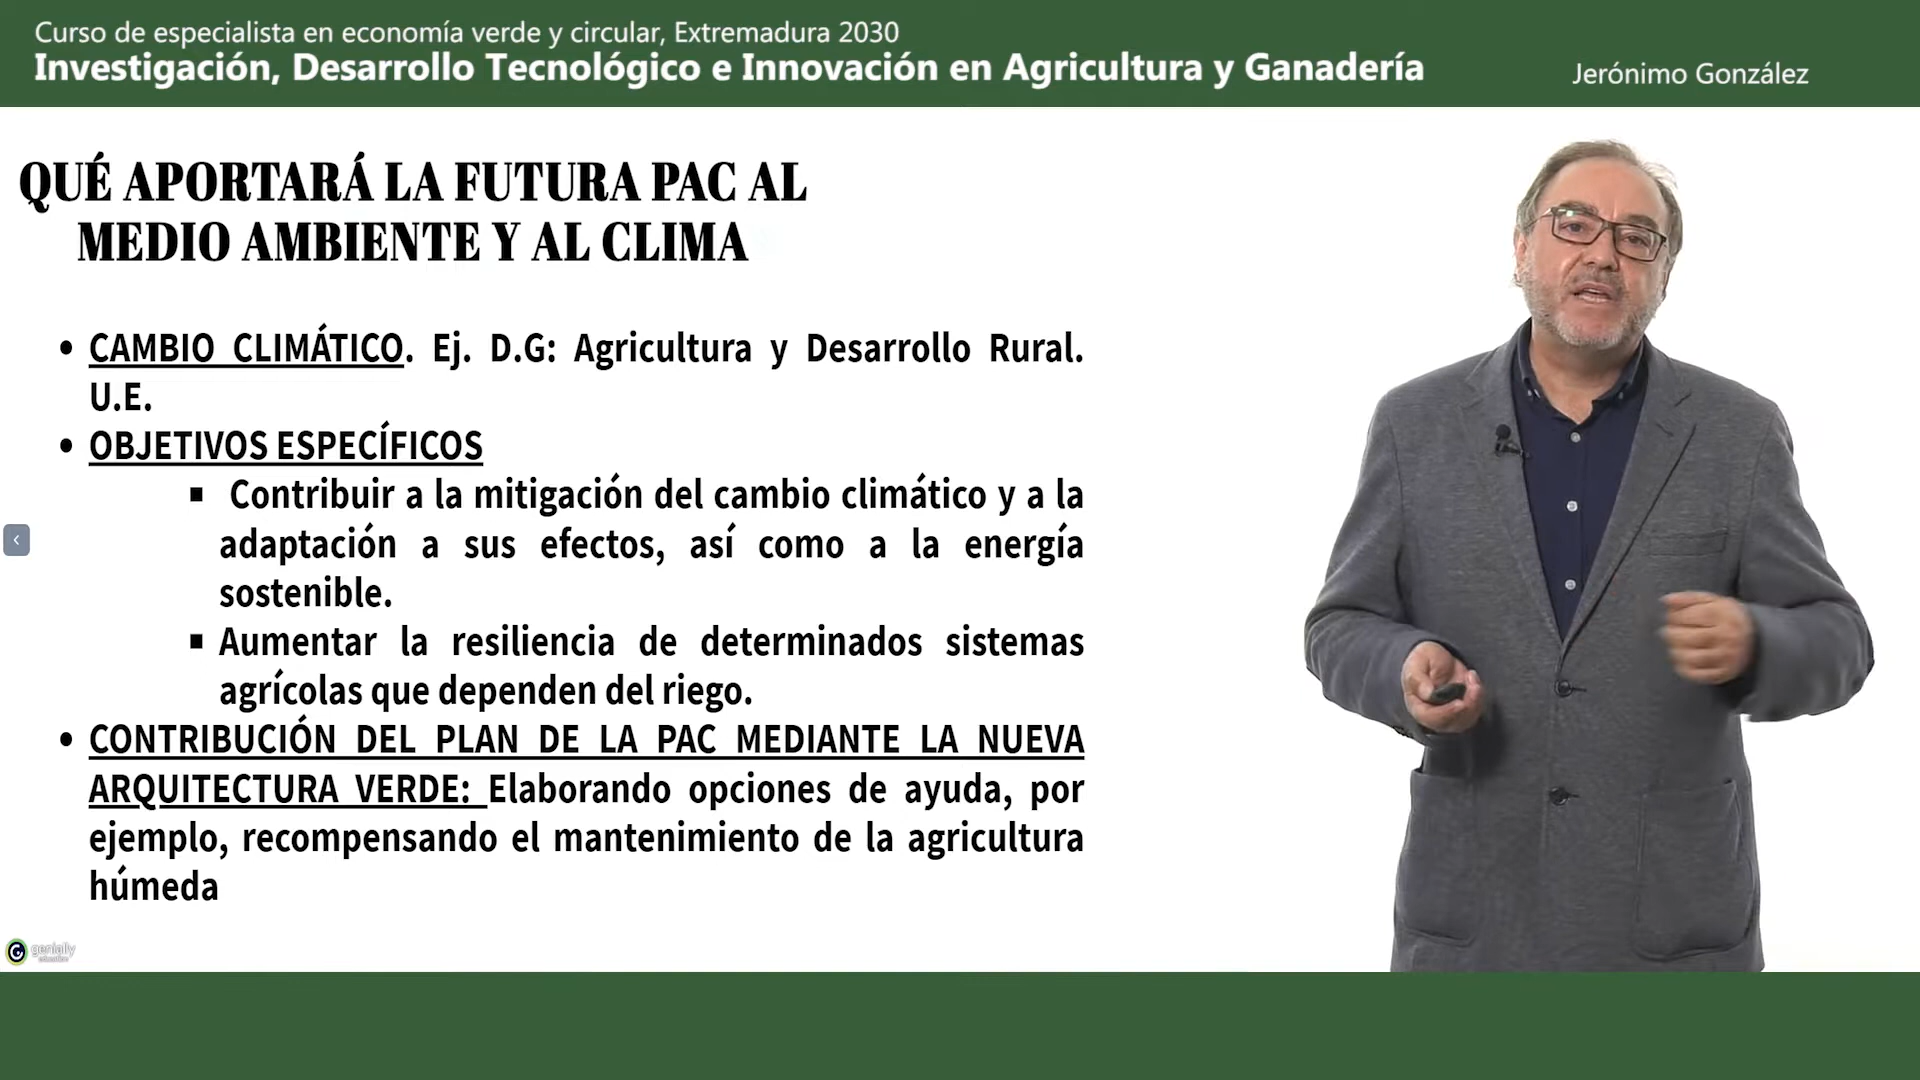 Curso de especialista en economía verde y circular, Extremadura 2030
Investigación, Desarrollo Tecnológico e Innovación en Agricultura y Ganadería
Jerónimo González
QUÉ APORTARÁ LA FUTURA PAC AL
MEDIO AMBIENTE Y AL CLIMA
• CAMBIO CLIMÁTICO. Ej. D.G: Agricultura y Desarrollo Rural.
U.E.
• OBJETIVOS ESPECÍFICOS
▪ Contribuir a la mitigación del cambio climático y a la
adaptación a sus efectos, así como a la energía
sostenible.
▪ Aumentar la resiliencia de determinados sistemas
agrícolas que dependen del riego.
• CONTRIBUCIÓN DEL PLAN DE LA PAC MEDIANTE LA NUEVA
ARQUITECTURA VERDE: Elaborando opciones de ayuda, por
ejemplo, recompensando el mantenimiento de la agricultura
húmeda
genially
education